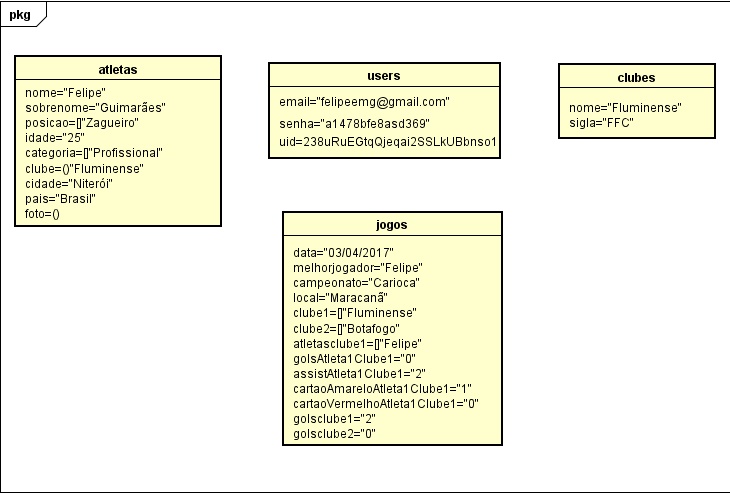 pkg
atletas
nome="Felipe"
sobrenome="Guimarães"
posicao=[]"Zagueiro"
idade="25"
categoria=[]"Profissional"
clube=()"Fluminense"
cidade="Niterói"
pais="Brasil"
foto=()
users
email="felipeemg@gmail.com"
senha="a1478bfe8asd369"
uid=238uRuEGtqQjeqai2SSLkUBbnso1
clubes
nome="Fluminense"
sigla="FFC"
jogos
data="03/04/2017"
melhorjogador="Felipe"
campeonato="Carioca"
local="Maracanã"
clube1=[]"Fluminense"
clube2=[]"Botafogo"
atletasclube1=[]"Felipe"
golsAtleta1Clube1="0"
assistAtleta1Clube1="2"
cartaoAmareloAtleta1Clube1="1"
cartaoVermelhoAtleta1Clube1="0"
golsclube1="2"
golsclube2="0"